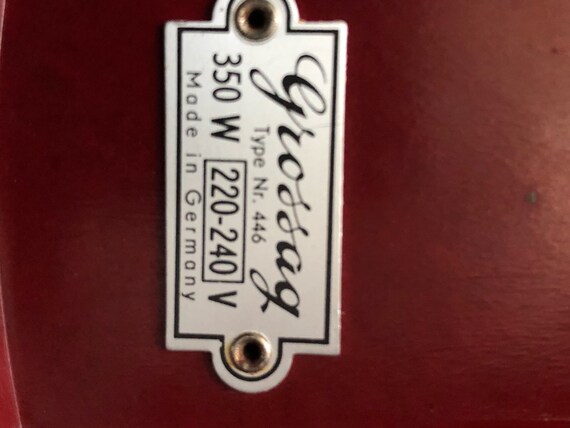 Grossag
Type Nr. 446
350 W 220-240 V
Made in Germany